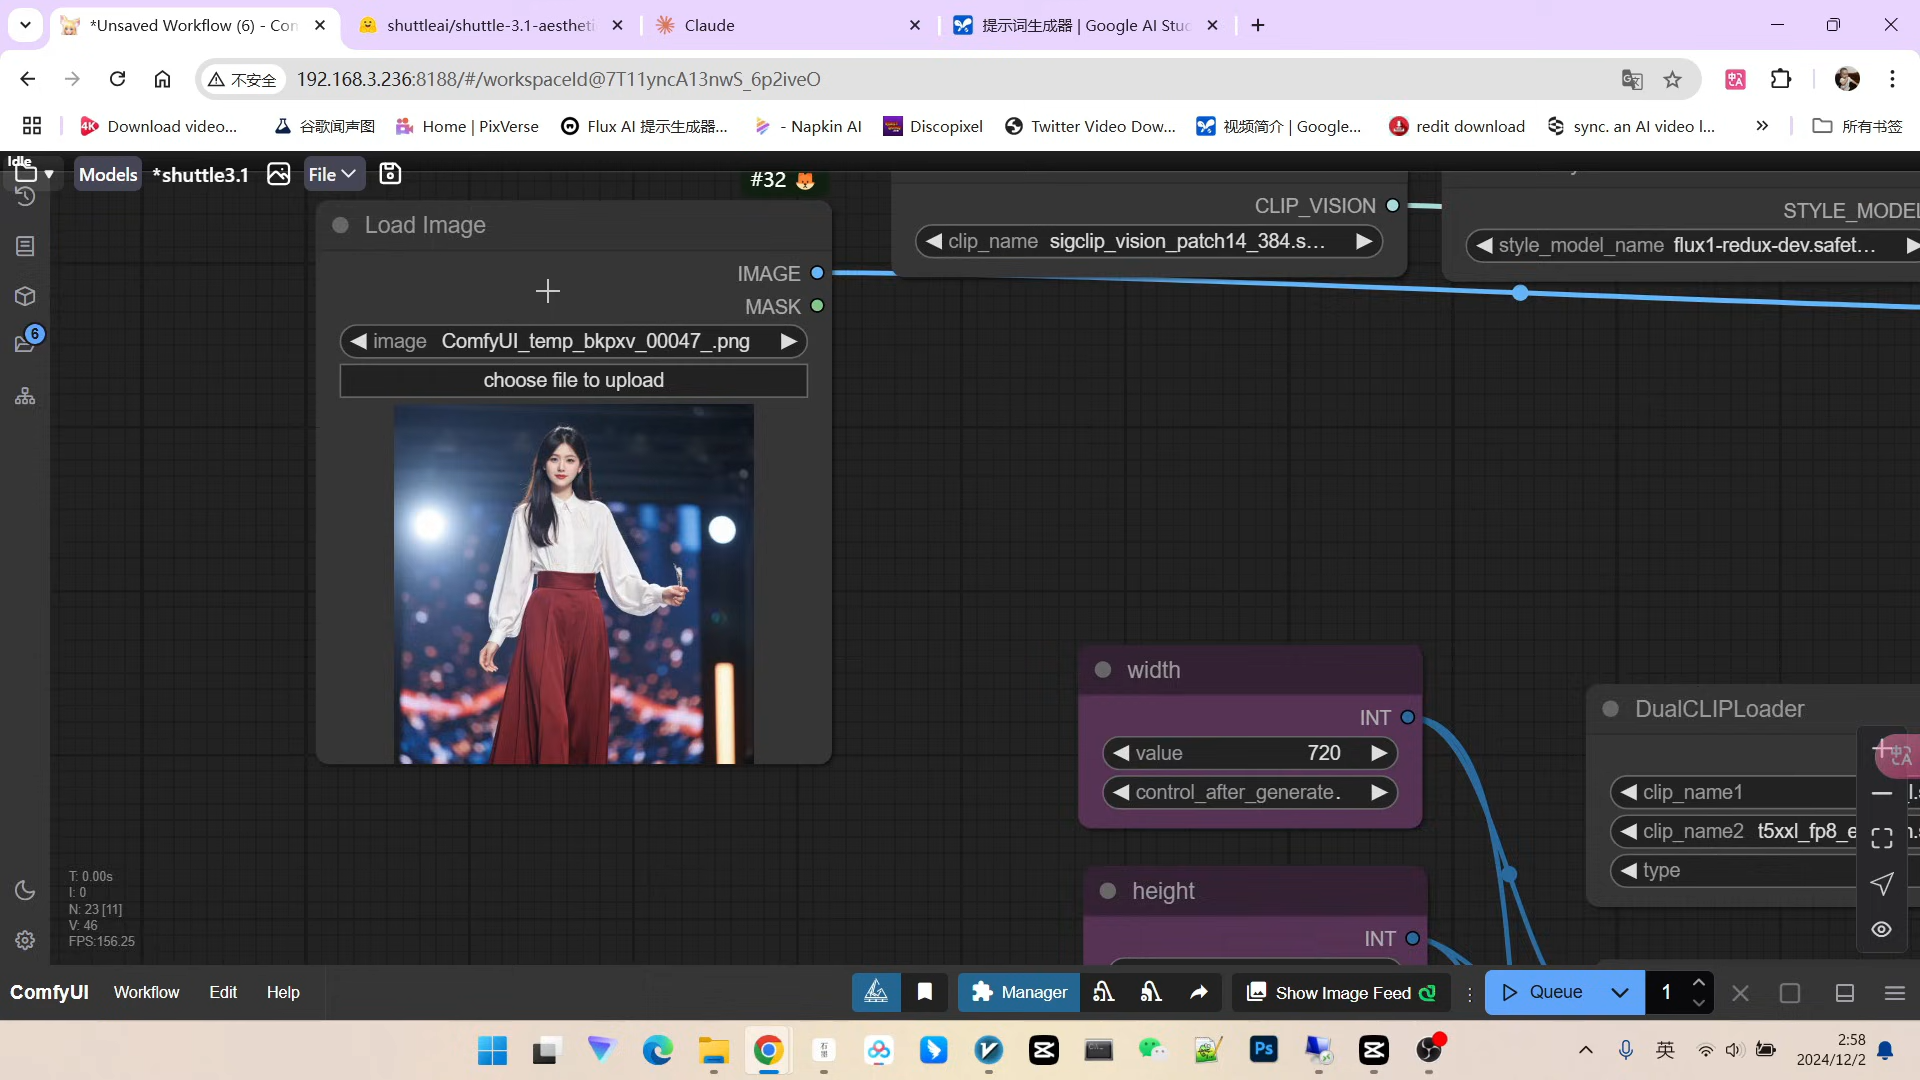 *Unsaved Workflow (6) - Con
shuttleai/shuttle-3.1-aestheti
Claude
提示词生成器 | Google AI Stuc
不安全
192.168.3.236:8188/#/workspaceId@7T11yncA13nwS_6p2iveO
4K Download video...
谷歌闻声图
Home | PixVerse
Flux AI 提示生成器...
- Napkin AI
Discopixel
Twitter Video Dow...
视频简介 | Google...
redit download
sync. an AI video l...
所有书签
Idle
Models
*shuttle3.1
File
#32
Load Image
IMAGE
MASK
image ComfyUI_temp_bkpxv_00047_.png
choose file to upload
CLIP_VISION
clip_name sigclip_vision_patch14_384.s...
STYLE_MODEL
style_model_name flux1-redux-dev.safet...
6
width
INT
value 720
control_after_generate.
height
INT
DualCLIPLoader
clip_name1
clip_name2 t5xxl_fp8_e
type
T: 0.00s
I: 0
N: 23 [11]
V: 46
FPS:156.25
ComfyUI
Workflow
Edit
Help
Manager
Show Image Feed
Queue
1
Ps
英
2:58
2024/12/2